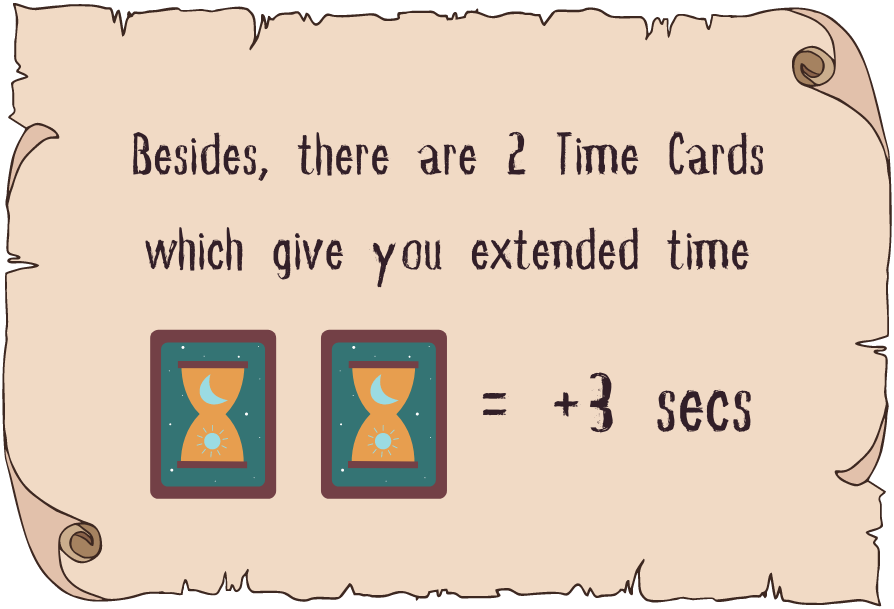 Besides, there are 2 Time Cards
which give you extended time
= +3 secs